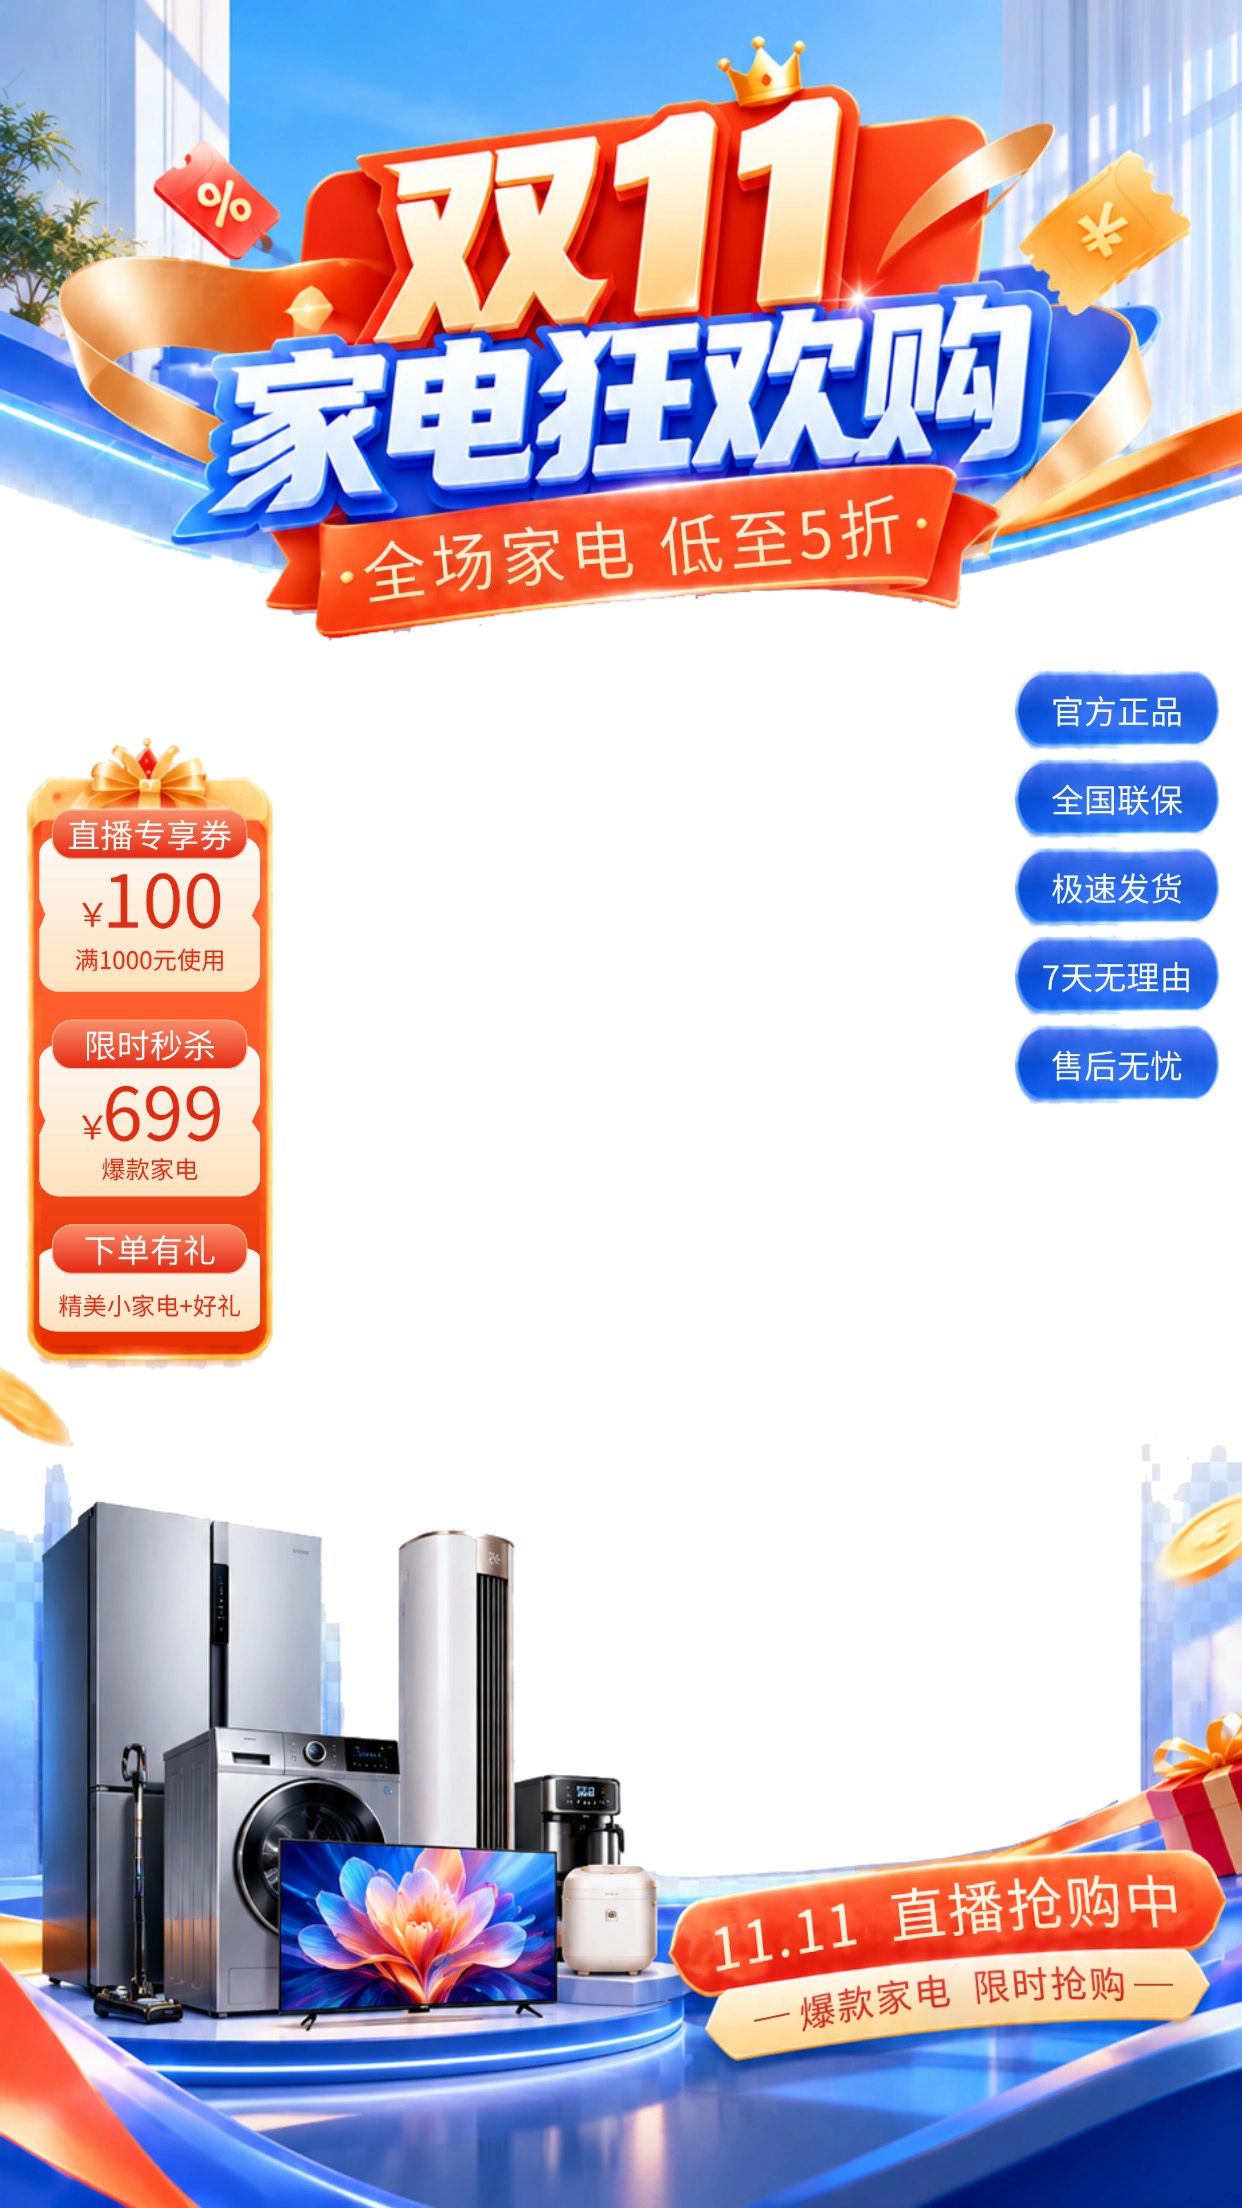 双11
家电狂欢购
全场家电 低至5折
官方正品
全国联保
极速发货
7天无理由
售后无忧
直播专享券
¥100
满1000元使用
限时秒杀
¥699
爆款家电
下单有礼
精美小家电+好礼
11.11 直播抢购中
爆款家电 限时抢购